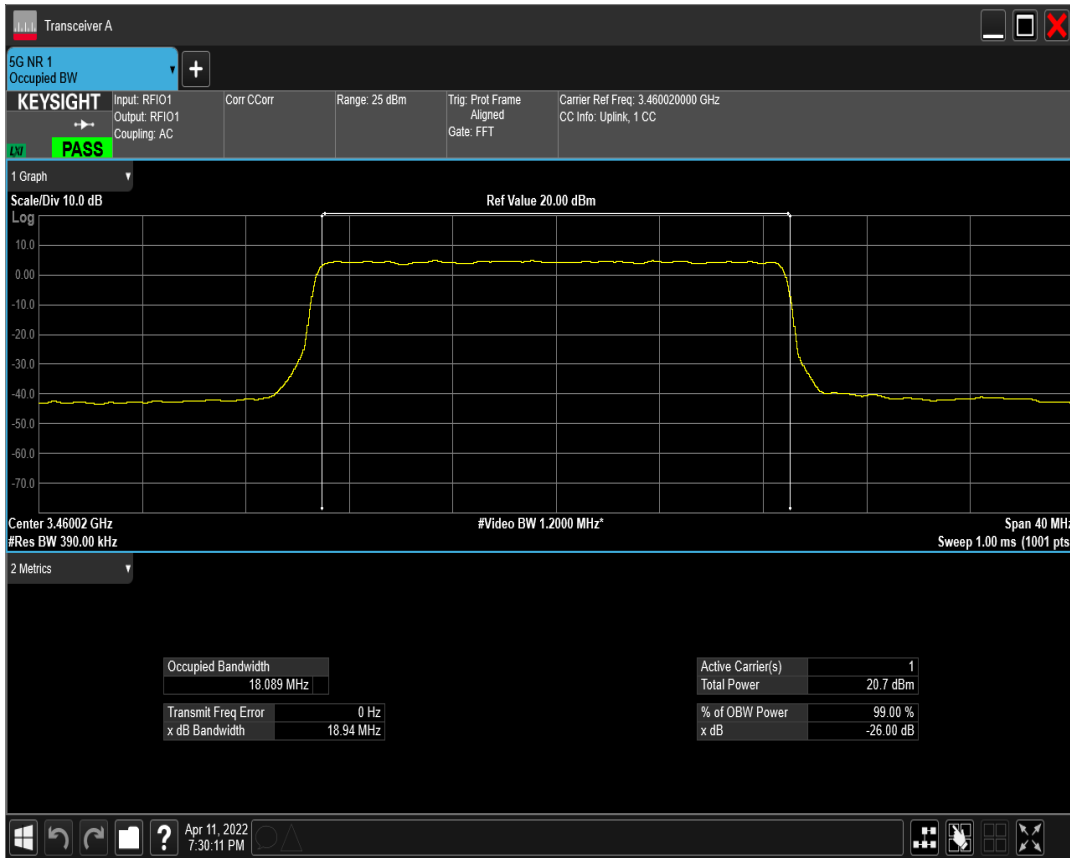 Transceiver A
5G NR 1
Occupied BW
+
KEYSIGHT
LXI
PASS
Input: RFIO1
Output: RFIO1
Coupling: AC
Corr CCorr
Range: 25 dBm
Trig: Prot Frame
Aligned
Gate: FFT
Carrier Ref Freq: 3.460020000 GHz
CC Info: Uplink, 1 CC
1 Graph
Scale/Div 10.0 dB
Ref Value 20.00 dBm
Log
10.0
0.00
-10.0
-20.0
-30.0
-40.0
-50.0
-60.0
-70.0
Center 3.46002 GHz
#Video BW 1.2000 MHz*
Span 40 MHz
#Res BW 390.00 kHz
Sweep 1.00 ms (1001 pts
2 Metrics
Occupied Bandwidth
18.089 MHz
Transmit Freq Error 0 Hz
x dB Bandwidth 18.94 MHz
Active Carrier(s) 1
Total Power 20.7 dBm
% of OBW Power 99.00 %
x dB -26.00 dB
?
Apr 11, 2022
7:30:11 PM